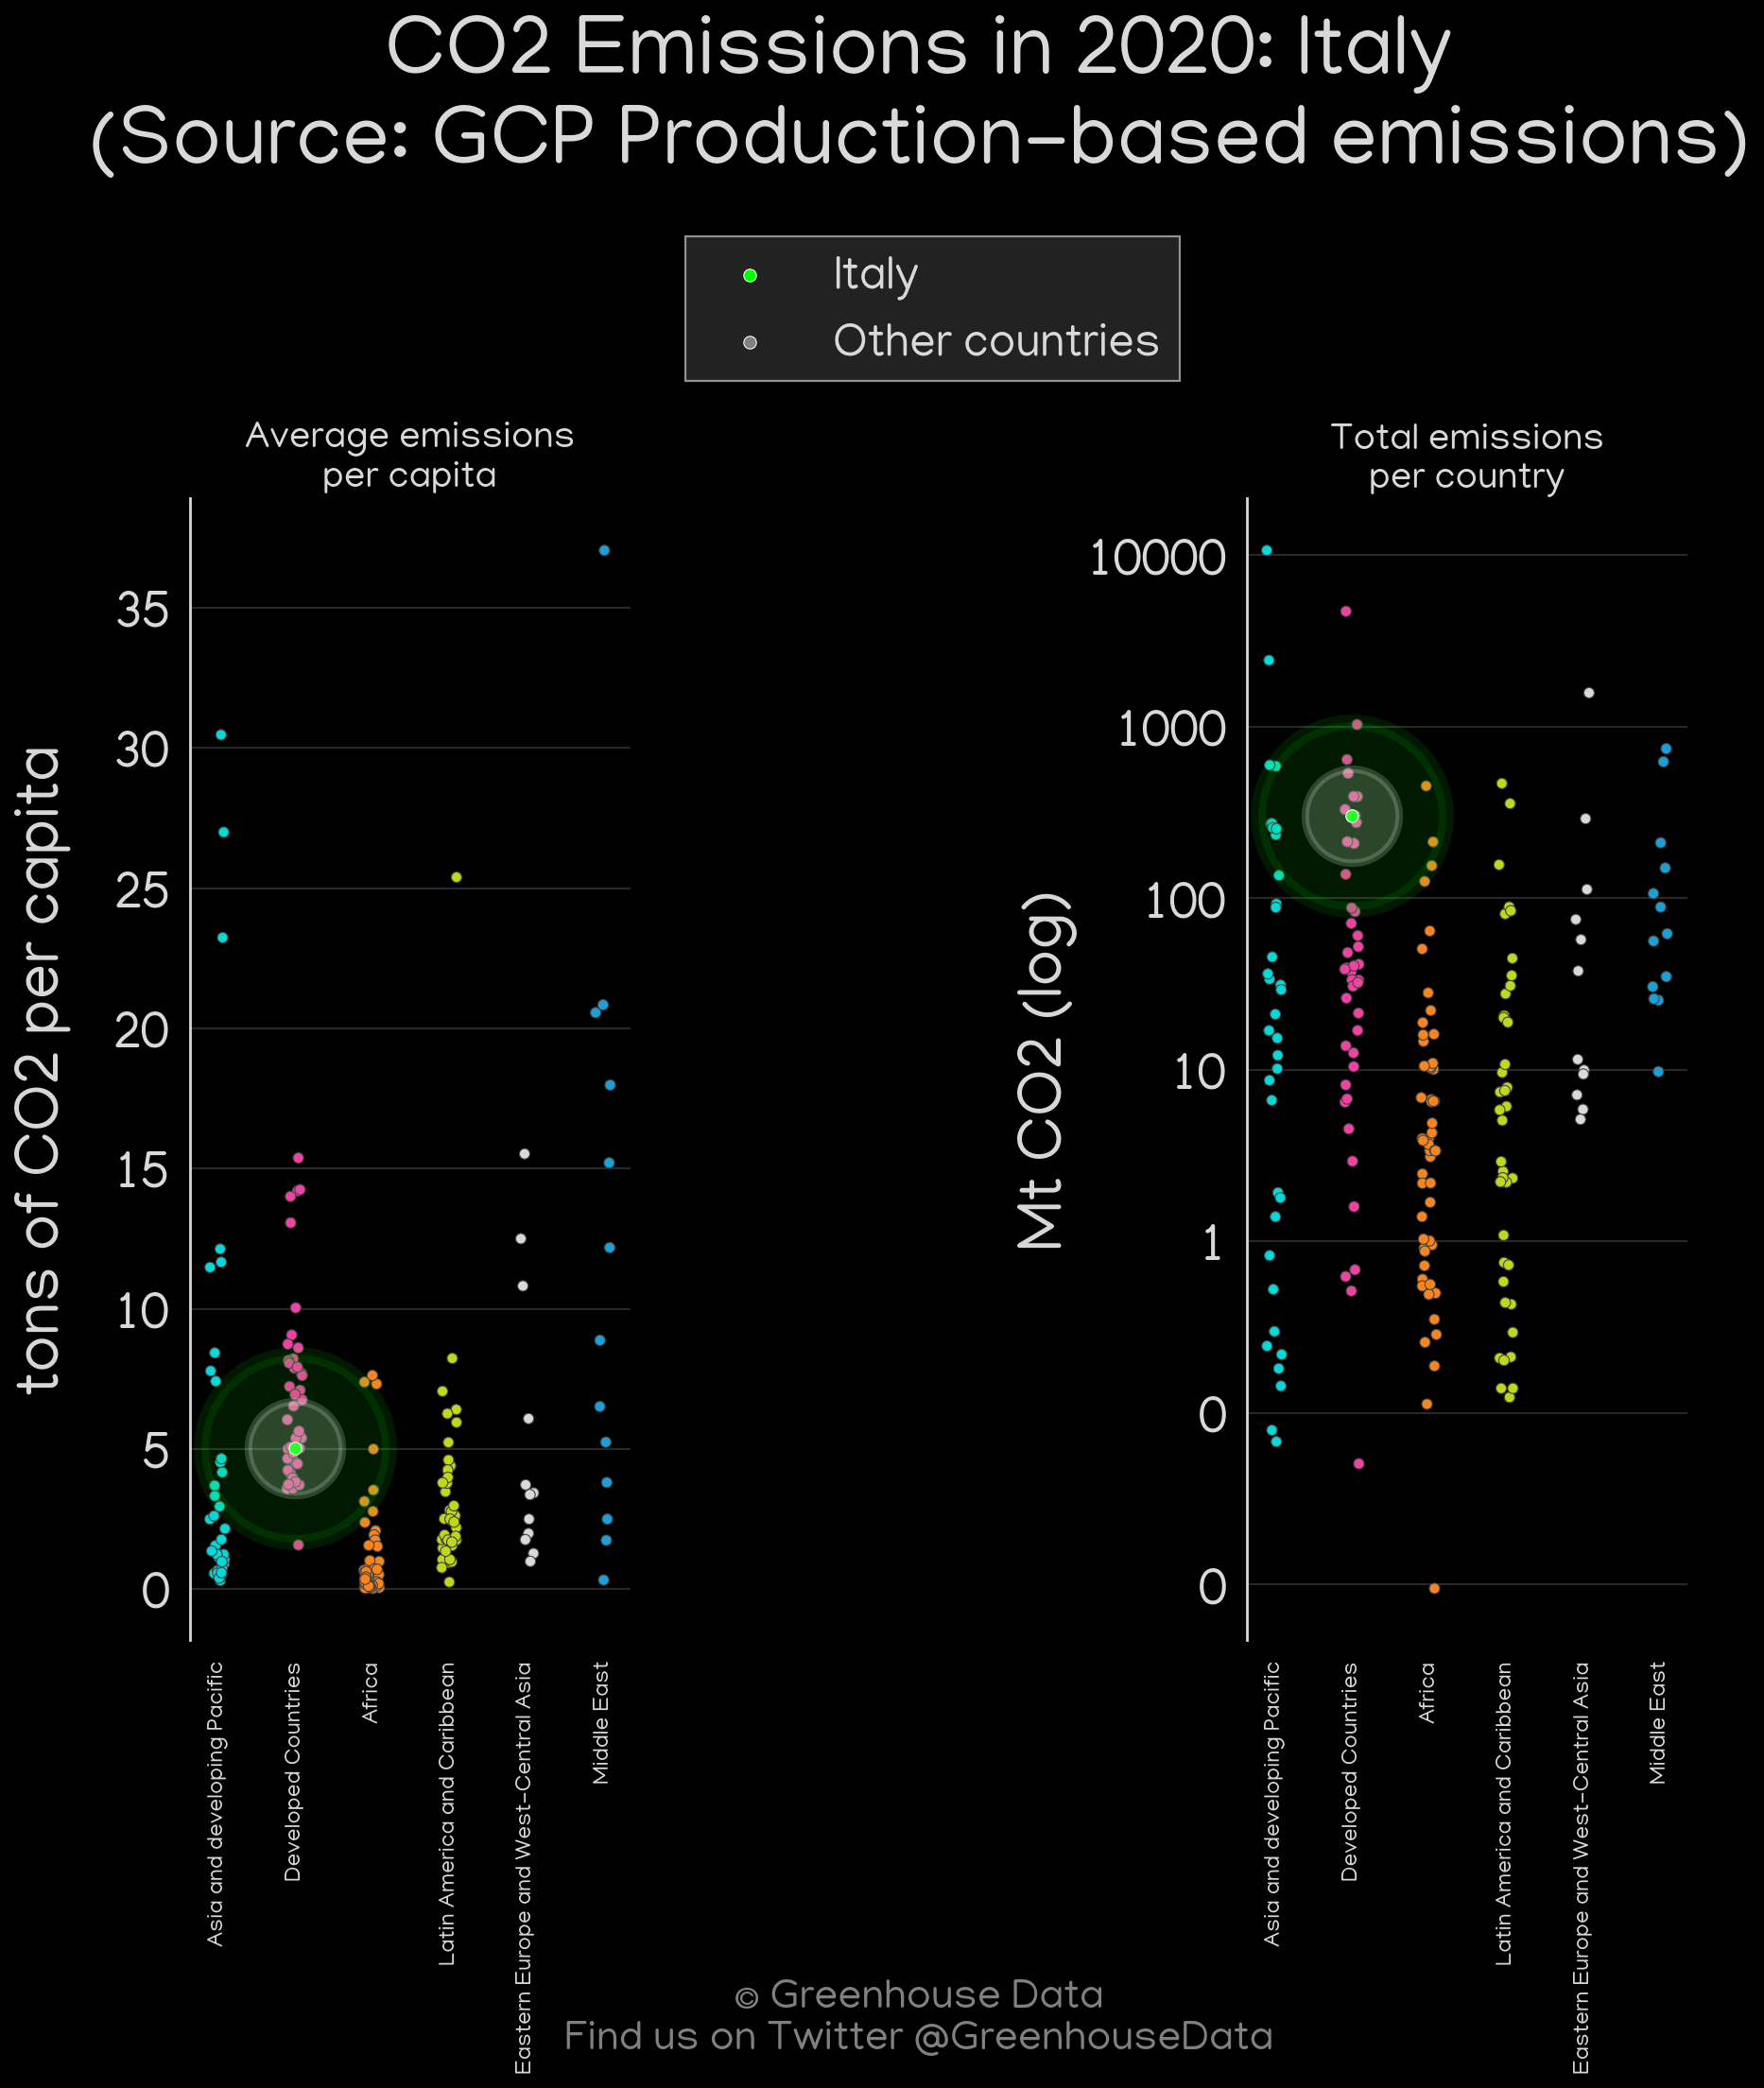 CO2 Emissions in 2020: Italy
(Source: GCP Production-based emissions)
Italy
Other countries
Average emissions
per capita
tons of CO2 per capita
35
30
25
20
15
10
5
0
Asia and developing Pacific
Developed Countries
Africa
Latin America and Caribbean
Eastern Europe and West-Central Asia
Middle East
Total emissions
per country
Mt CO2 (log)
10000
1000
100
10
1
0
0
Asia and developing Pacific
Developed Countries
Africa
Latin America and Caribbean
Eastern Europe and West-Central Asia
Middle East
© Greenhouse Data
Find us on Twitter @GreenhouseData